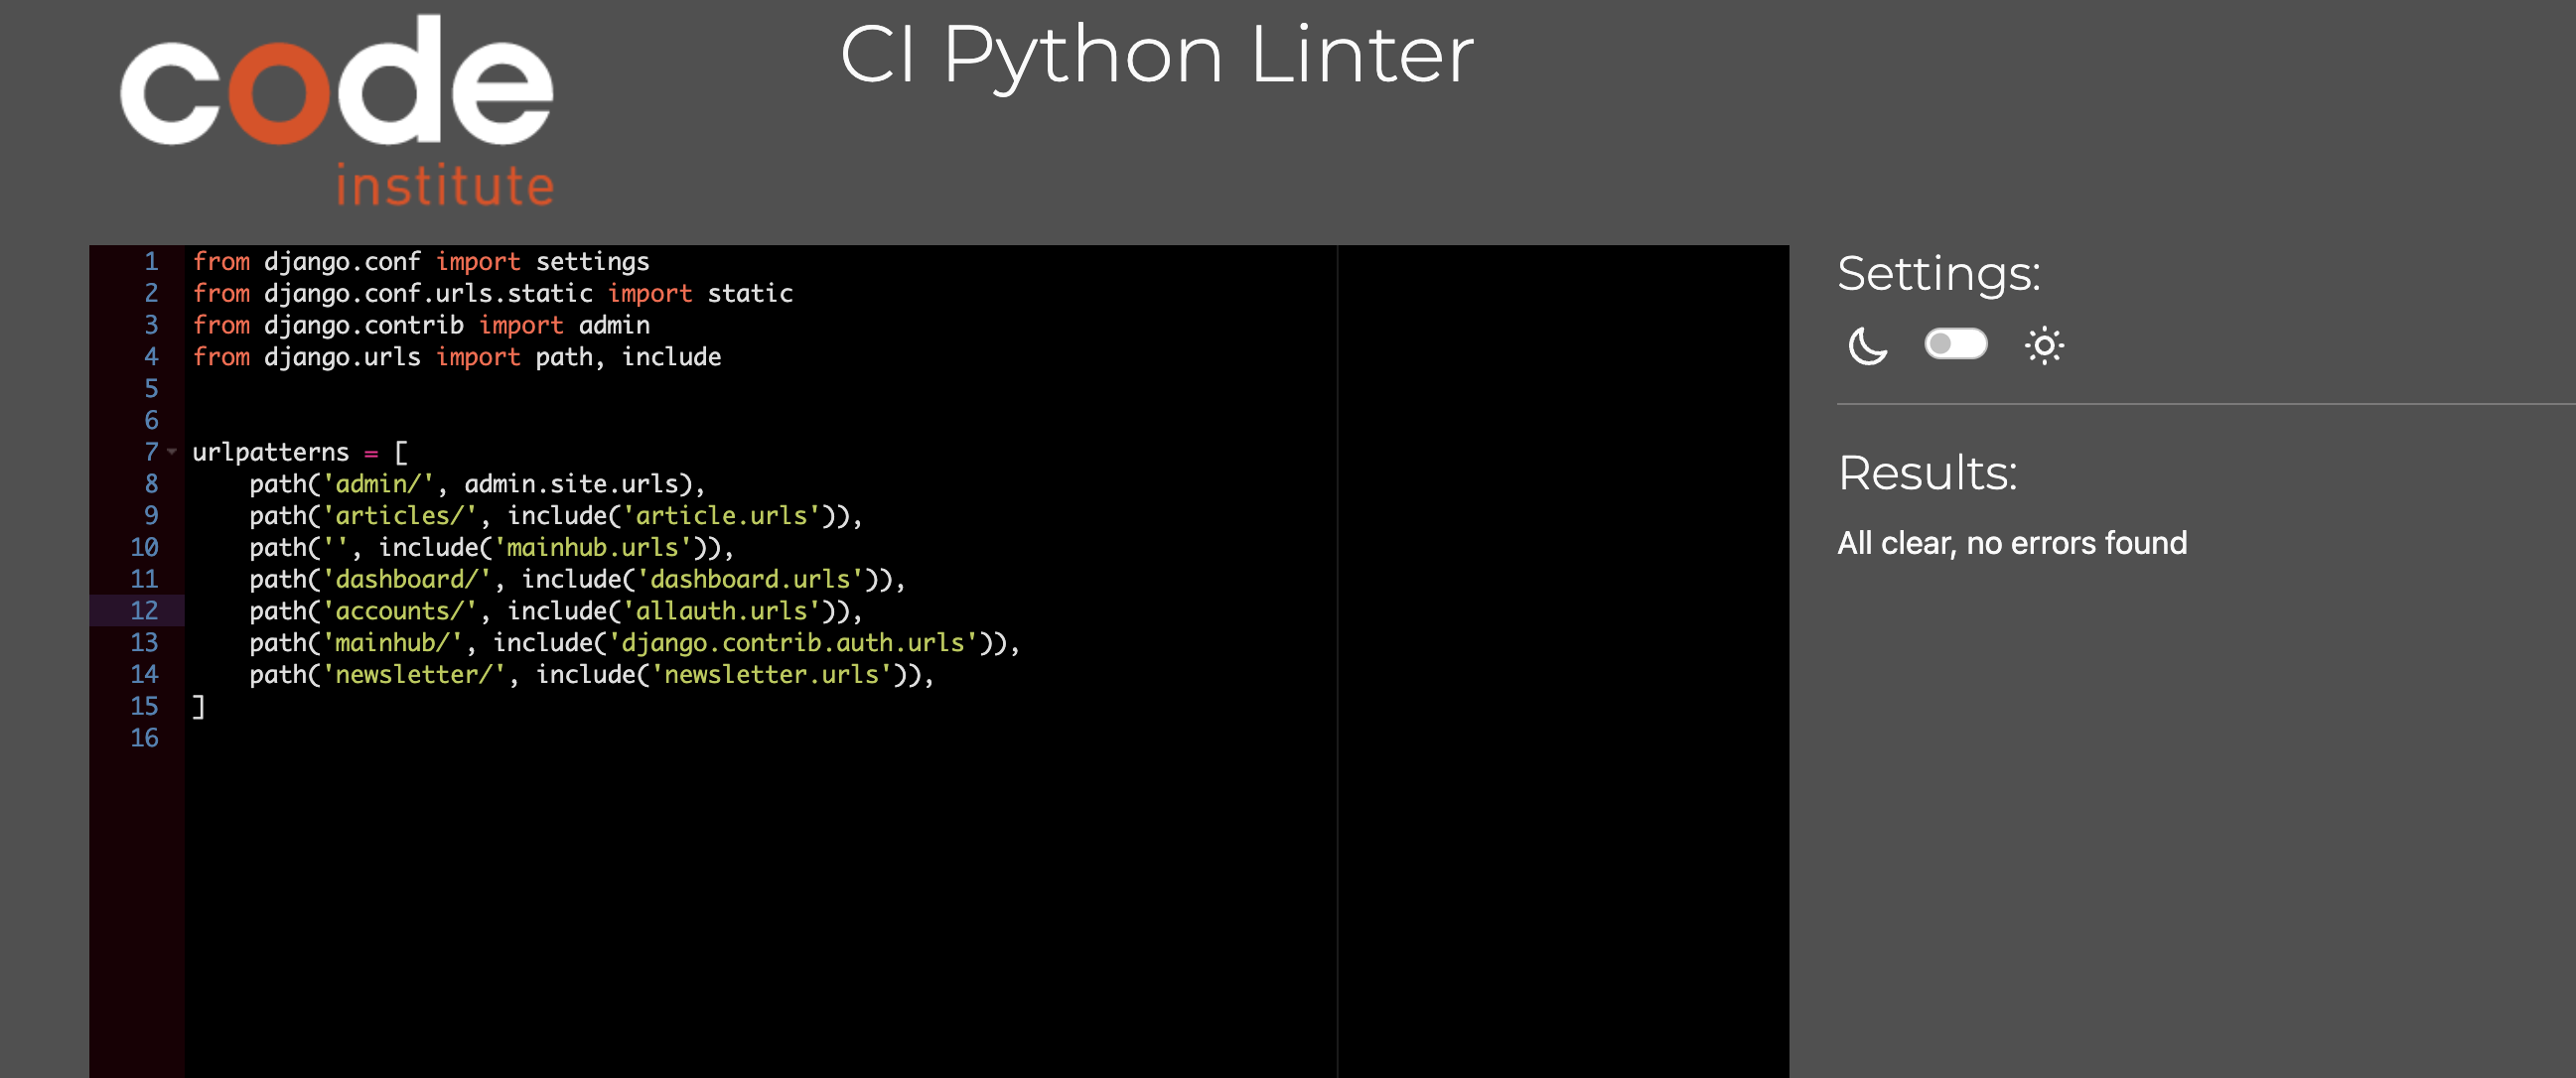 code
institute
CI Python Linter
1 from django.conf import settings
2 from django.conf.urls.static import static
3 from django.contrib import admin
4 from django.urls import path, include
5
6
7 urlpatterns = [
8     path('admin/', admin.site.urls),
9     path('articles/', include('article.urls')),
10     path('', include('mainhub.urls')),
11     path('dashboard/', include('dashboard.urls')),
12     path('accounts/', include('allauth.urls')),
13     path('mainhub/', include('django.contrib.auth.urls')),
14     path('newsletter/', include('newsletter.urls')),
15 ]
16
Settings:
Results:
All clear, no errors found